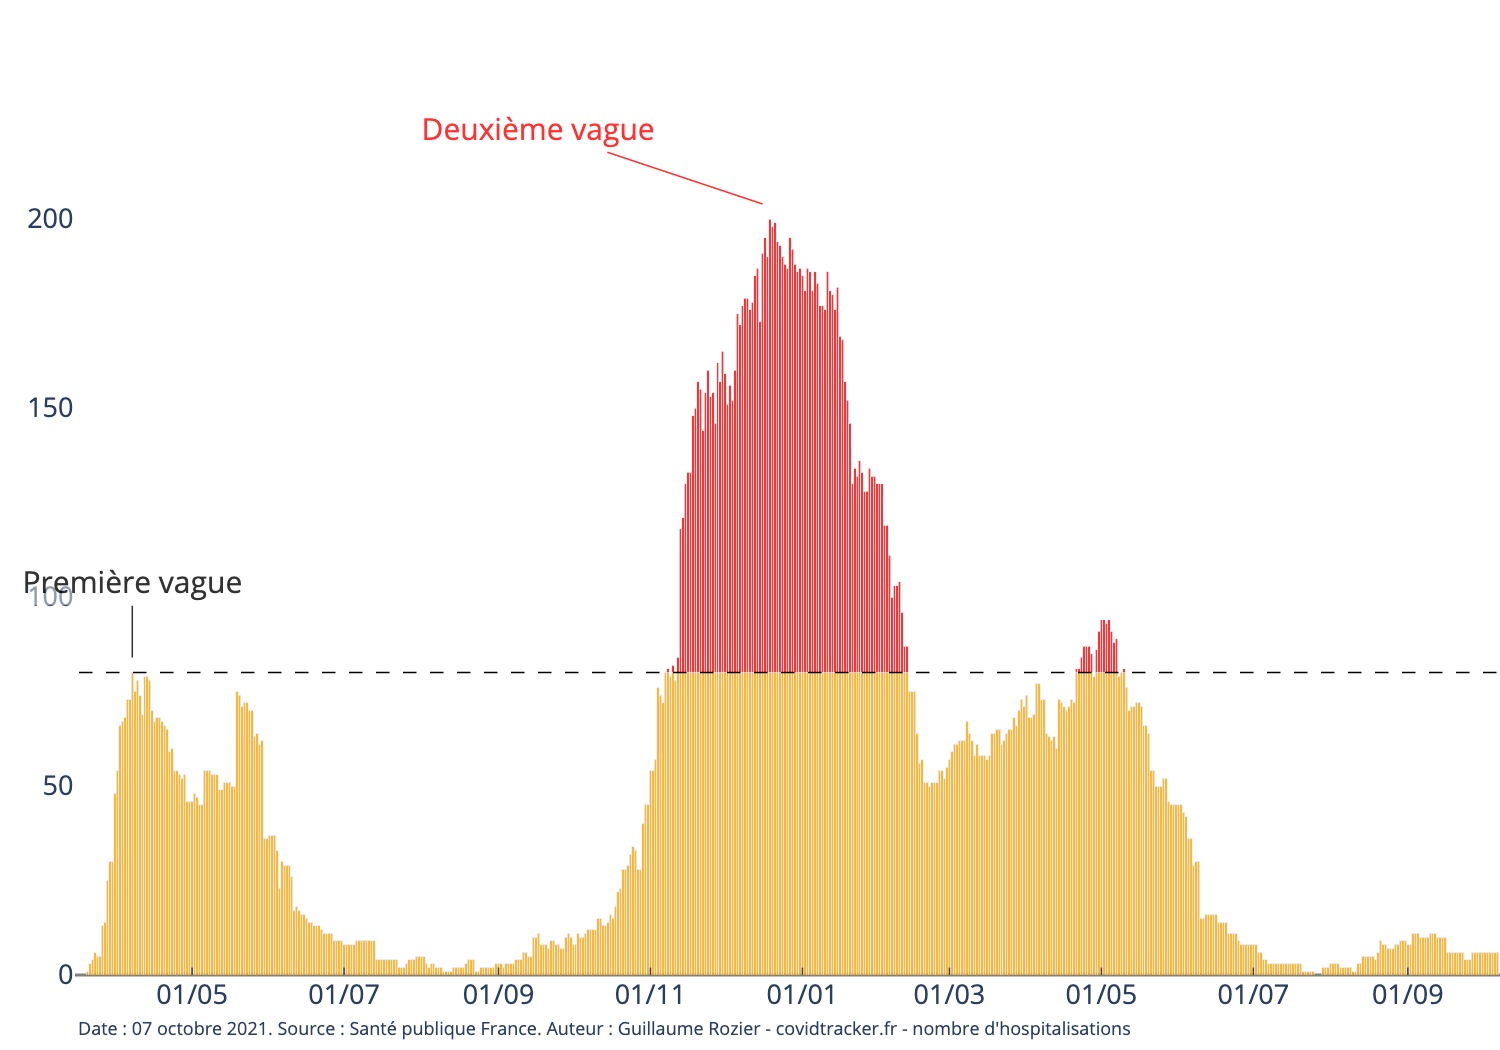 Deuxième vague
200
150
Première vague
100
50
0
01/05 01/07 01/09 01/11 01/01 01/03 01/05 01/07 01/09
Date : 07 octobre 2021. Source : Santé publique France. Auteur : Guillaume Rozier - covidtracker.fr - nombre d'hospitalisations